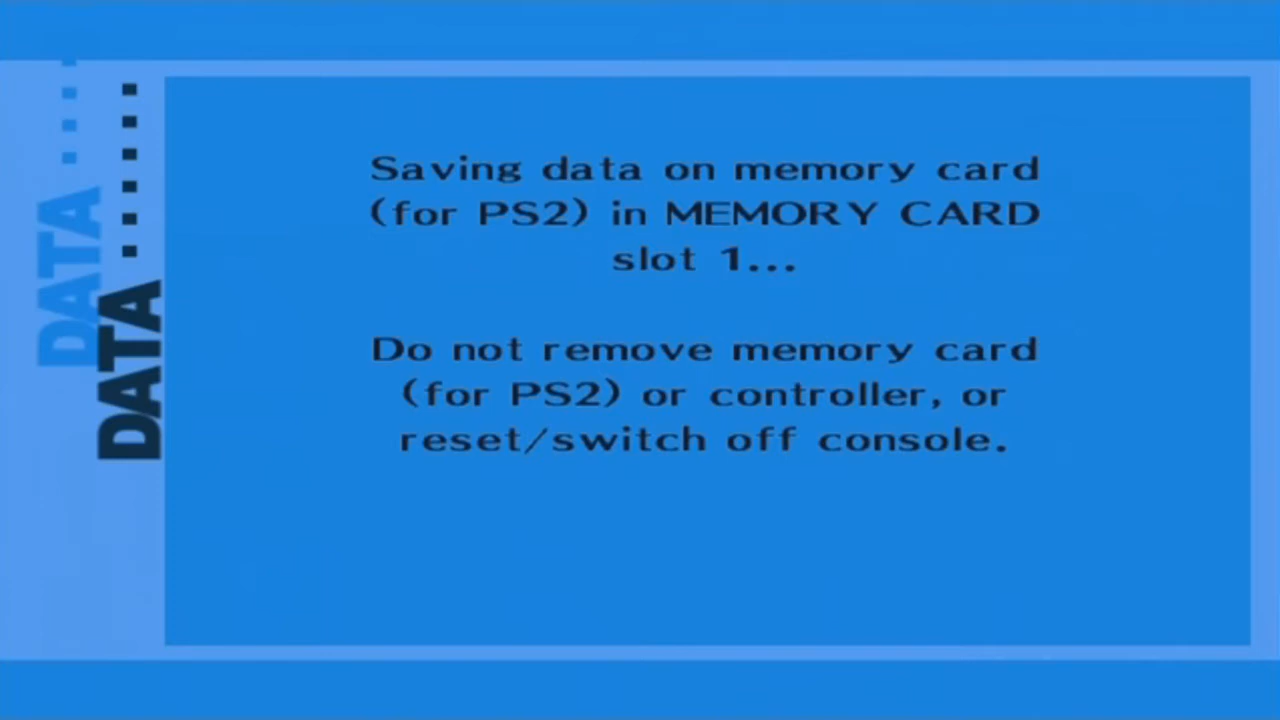 DATA ......
DATA ....
Saving data on memory card
(for PS2) in MEMORY CARD
slot 1...
Do not remove memory card
(for PS2) or controller, or
reset/switch off console.